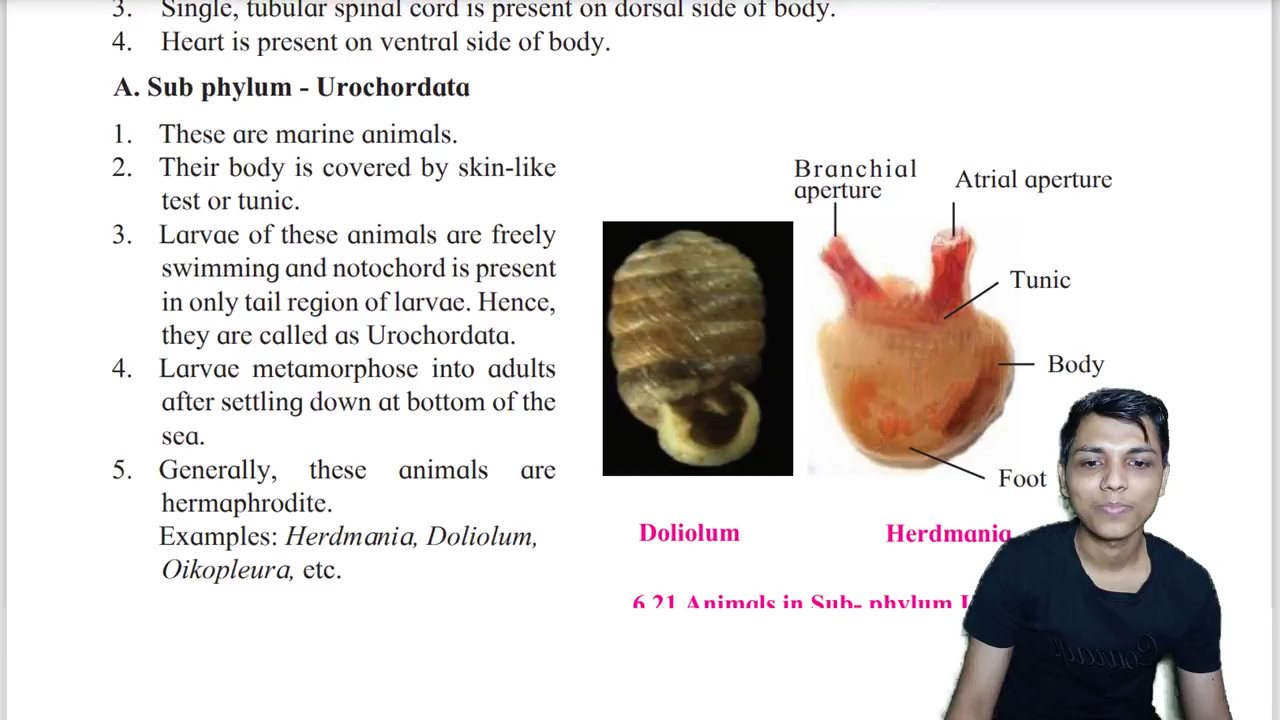 3. Single, tubular spinal cord is present on dorsal side of body.
4. Heart is present on ventral side of body.
A. Sub phylum - Urochordata
1. These are marine animals.
2. Their body is covered by skin-like
test or tunic.
3. Larvae of these animals are freely
swimming and notochord is present
in only tail region of larvae. Hence,
they are called as Urochordata.
4. Larvae metamorphose into adults
after settling down at bottom of the
sea.
5. Generally, these animals are
hermaphrodite.
Examples: Herdmania, Doliolum,
Oikopleura, etc.
Branchial
aperture
Atrial aperture
Tunic
Body
Foot
Doliolum
Herdmania
6.21 Animals in Sub- phylum
Courage